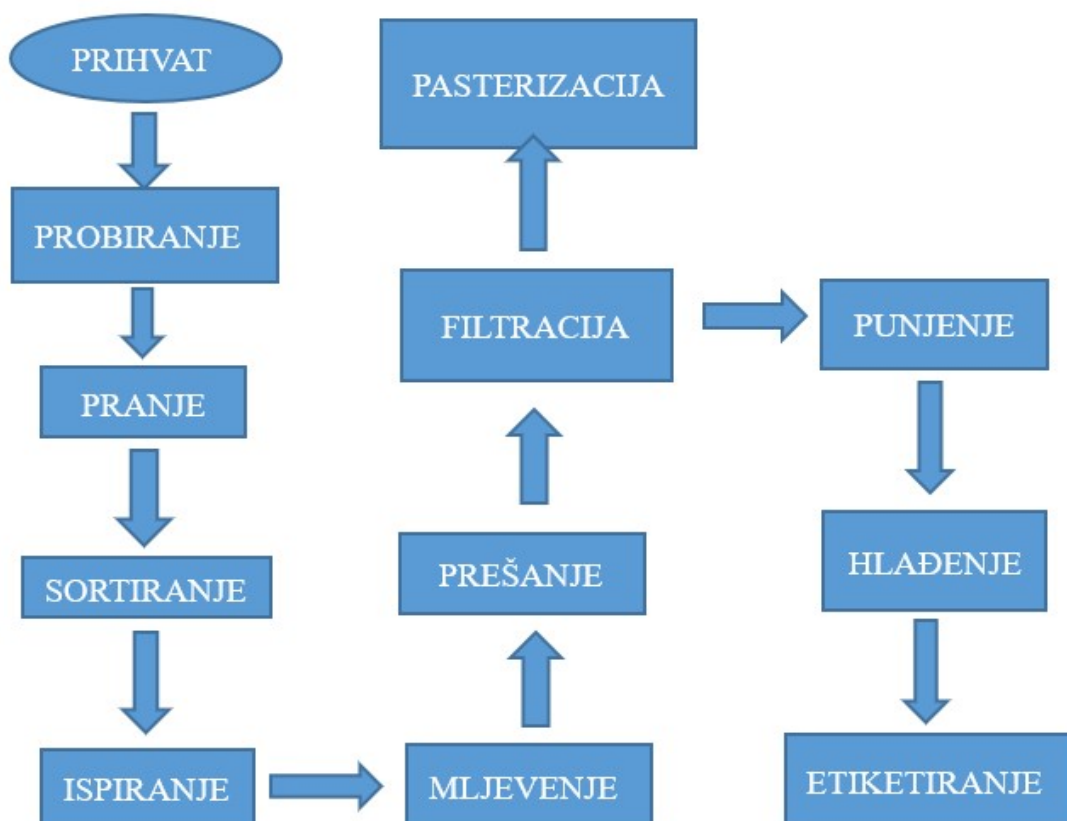 PRIHVAT
PROBIRANJE
PRANJE
SORTIRANJE
ISPIRANJE
MLJEVENJE
PREŠANJE
FILTRACIJA
PASTERIZACIJA
PUNJENJE
HLAĐENJE
ETIKETIRANJE